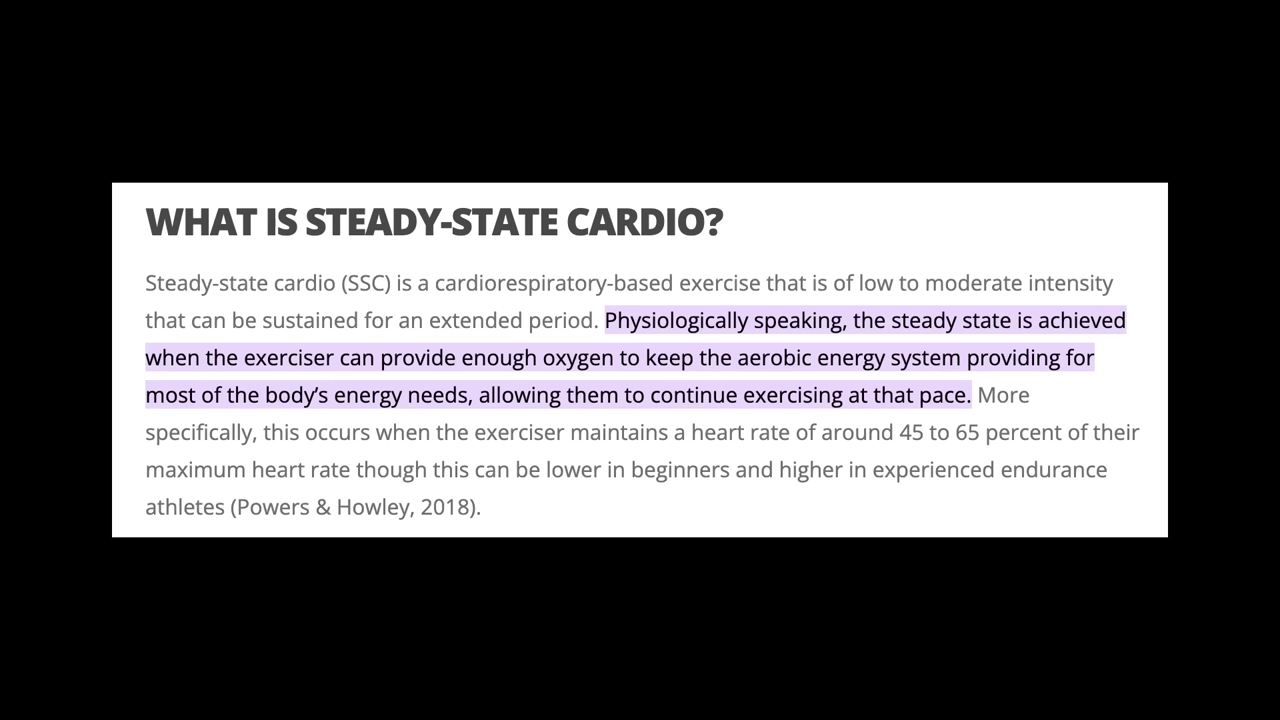 WHAT IS STEADY-STATE CARDIO?
Steady-state cardio (SSC) is a cardiorespiratory-based exercise that is of low to moderate intensity
that can be sustained for an extended period. Physiologically speaking, the steady state is achieved
when the exerciser can provide enough oxygen to keep the aerobic energy system providing for
most of the body’s energy needs, allowing them to continue exercising at that pace. More
specifically, this occurs when the exerciser maintains a heart rate of around 45 to 65 percent of their
maximum heart rate though this can be lower in beginners and higher in experienced endurance
athletes (Powers & Howley, 2018).